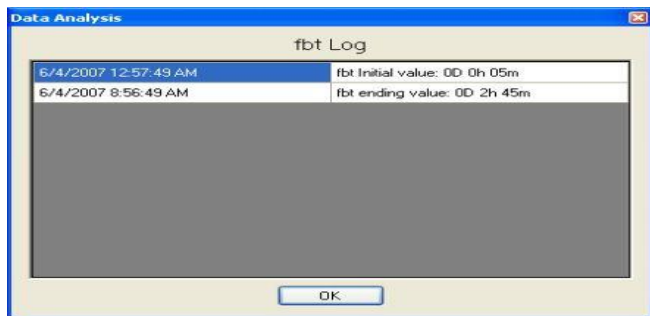 Data Analysis
fbt Log
6/4/2007 12:57:49 AM fbt Initial value: 0D 0h 05m
6/4/2007 8:56:49 AM fbt ending value: 0D 2h 45m
OK